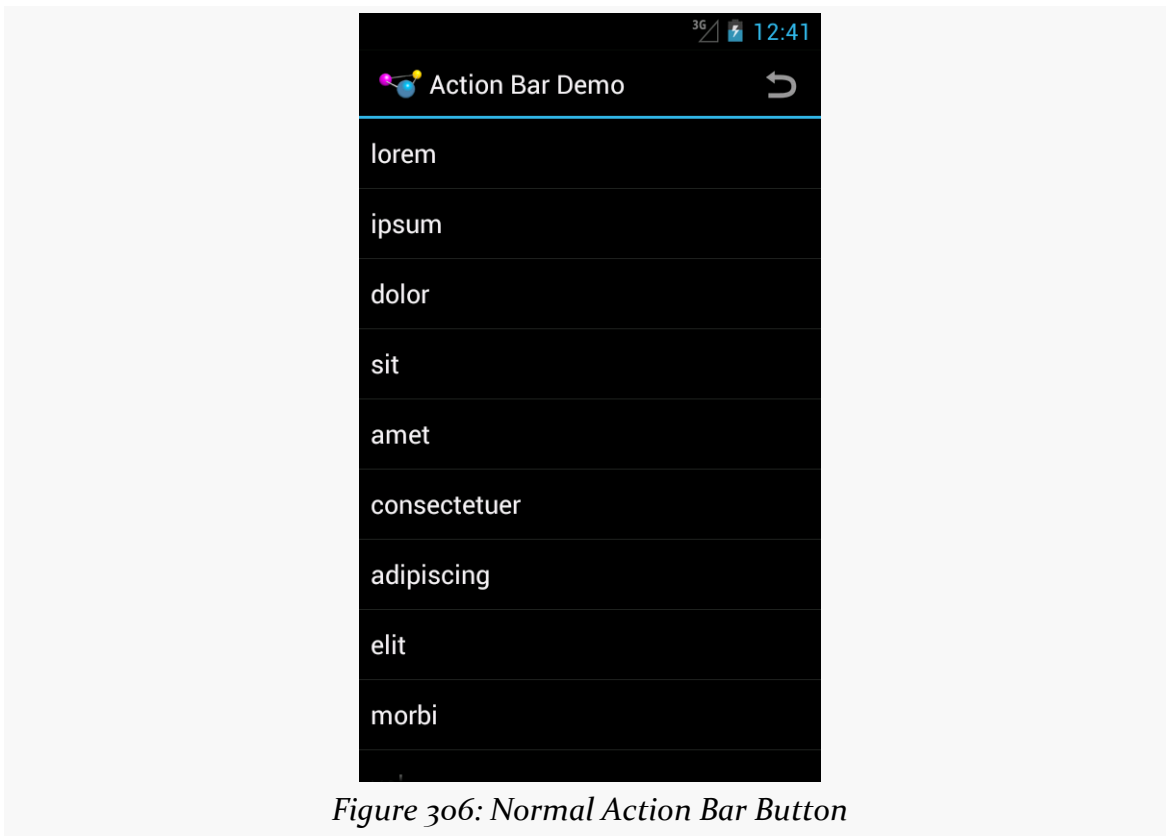 3G 12:41
Action Bar Demo
lorem
ipsum
dolor
sit
amet
consectetuer
adipiscing
elit
morbi
Figure 306: Normal Action Bar Button